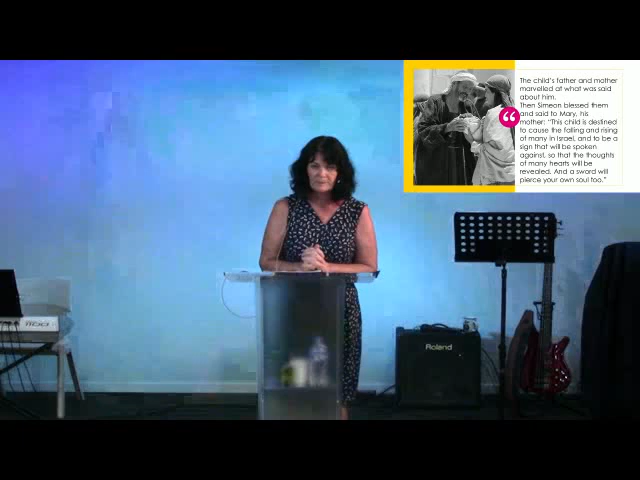 The child's father and mother
marvelled at what was said
about him.
Then Simeon blessed them
and said to Mary, his
mother: "This child is destined
to cause the falling and rising
of many in Israel, and to be a
sign that will be spoken
against, so that the thoughts
of many hearts will be
revealed. And a sword will
pierce your own soul too."
Roland